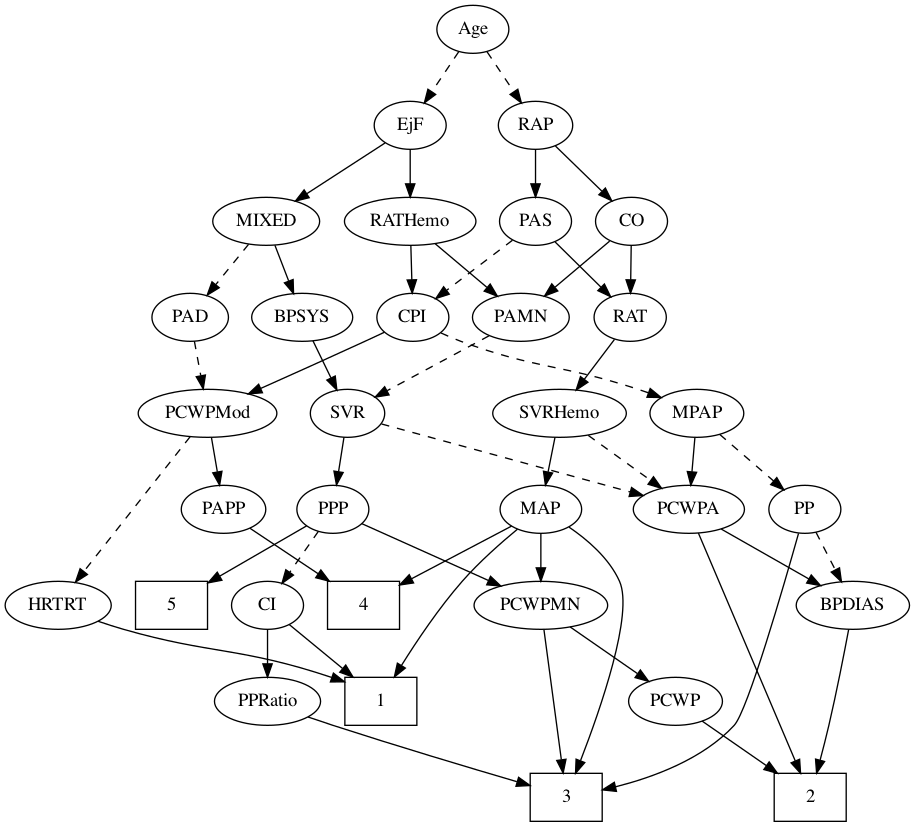 Age
EjF
RAP
MIXED
RATHemo
PAS
CO
PAD
BPSYS
CPI
PAMN
RAT
PCWPMod
SVR
SVRHemo
MPAP
PAPP
PPP
MAP
PCWPA
PP
HRTRT
5
CI
4
PCWPMN
BPDIAS
PPRatio
1
PCWP
3
2